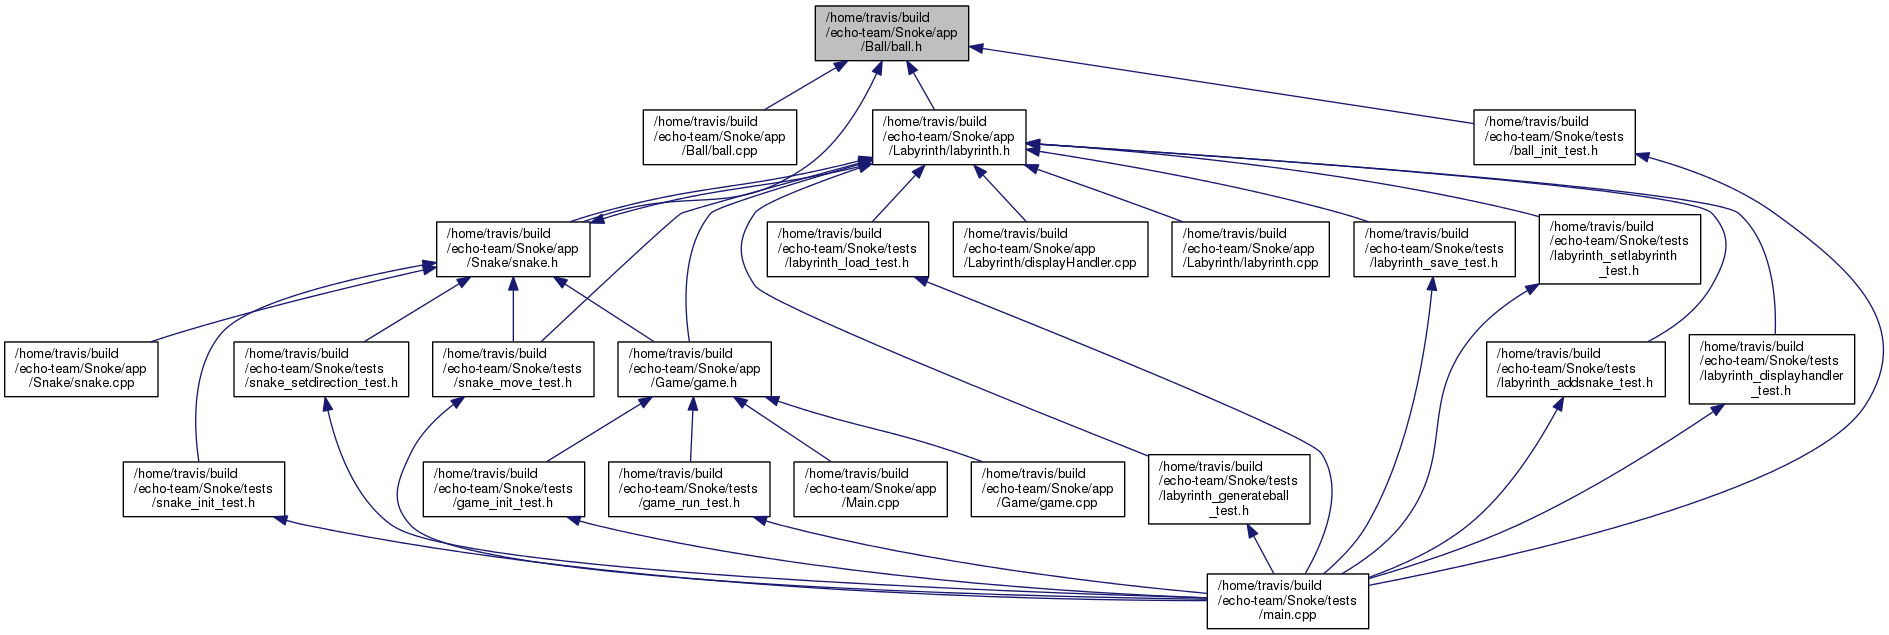 /home/travis/build
/echo-team/Snoke/app
/Ball/ball.h
/home/travis/build
/echo-team/Snoke/app
/Ball/ball.cpp
/home/travis/build
/echo-team/Snoke/app
/Labyrinth/labyrinth.h
/home/travis/build
/echo-team/Snoke/tests
/ball_init_test.h
/home/travis/build
/echo-team/Snoke/app
/Snake/snake.h
/home/travis/build
/echo-team/Snoke/tests
/labyrinth_load_test.h
/home/travis/build
/echo-team/Snoke/app
/Labyrinth/displayHandler.cpp
/home/travis/build
/echo-team/Snoke/app
/Labyrinth/labyrinth.cpp
/home/travis/build
/echo-team/Snoke/tests
/labyrinth_save_test.h
/home/travis/build
/echo-team/Snoke/tests
/labyrinth_setlabyrinth
_test.h
/home/travis/build
/echo-team/Snoke/app
/Snake/snake.cpp
/home/travis/build
/echo-team/Snoke/tests
/snake_setdirection_test.h
/home/travis/build
/echo-team/Snoke/tests
/snake_move_test.h
/home/travis/build
/echo-team/Snoke/app
/Game/game.h
/home/travis/build
/echo-team/Snoke/tests
/labyrinth_addsnake_test.h
/home/travis/build
/echo-team/Snoke/tests
/labyrinth_displayhandler
_test.h
/home/travis/build
/echo-team/Snoke/tests
/snake_init_test.h
/home/travis/build
/echo-team/Snoke/tests
/game_init_test.h
/home/travis/build
/echo-team/Snoke/tests
/game_run_test.h
/home/travis/build
/echo-team/Snoke/app
/Main.cpp
/home/travis/build
/echo-team/Snoke/app
/Game/game.cpp
/home/travis/build
/echo-team/Snoke/tests
/labyrinth_generateball
_test.h
/home/travis/build
/echo-team/Snoke/tests
/main.cpp